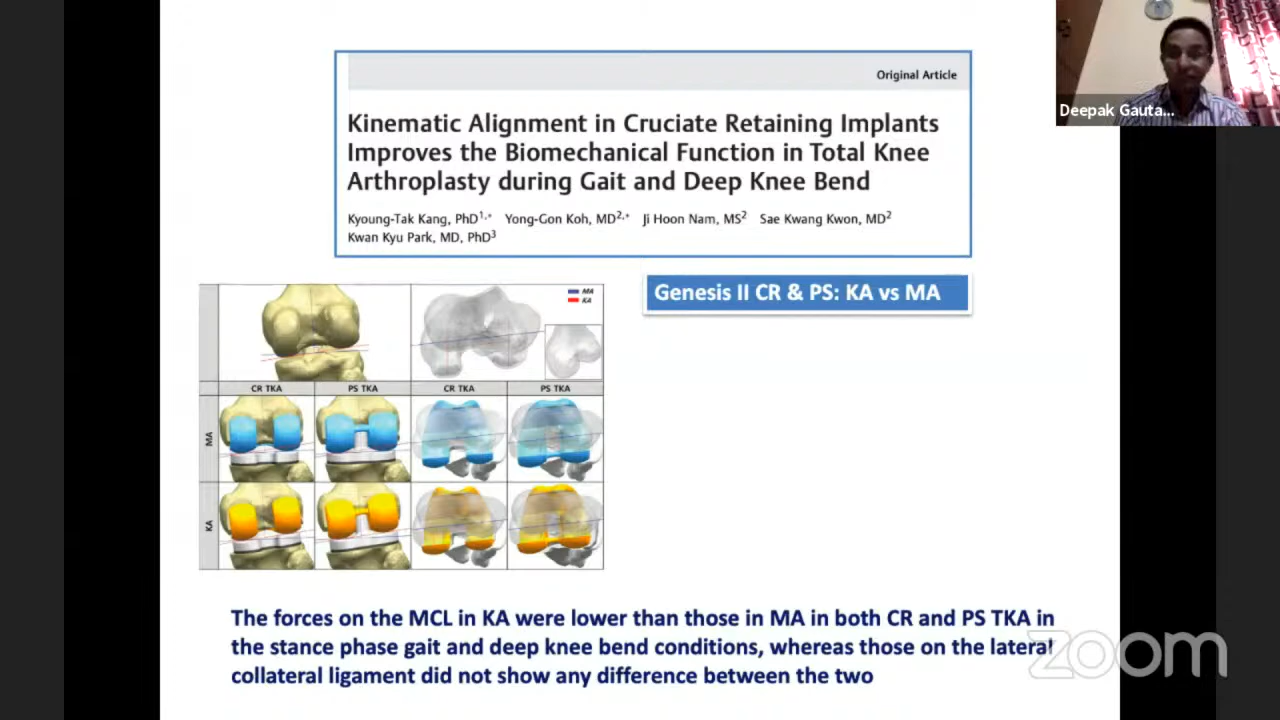 Original Article
Kinematic Alignment in Cruciate Retaining Implants
Improves the Biomechanical Function in Total Knee
Arthroplasty during Gait and Deep Knee Bend
Kyoung-Tak Kang, PhD1,* Yong-Gon Koh, MD2,* Ji Hoon Nam, MS2 Sae Kwang Kwon, MD2
Kwan Kyu Park, MD, PhD3
Deepak Gauta...
Genesis II CR & PS: KA vs MA
MA
KA
CR TKA PS TKA CR TKA PS TKA
MA
KA
The forces on the MCL in KA were lower than those in MA in both CR and PS TKA in
the stance phase gait and deep knee bend conditions, whereas those on the lateral
collateral ligament did not show any difference between the two
zoom